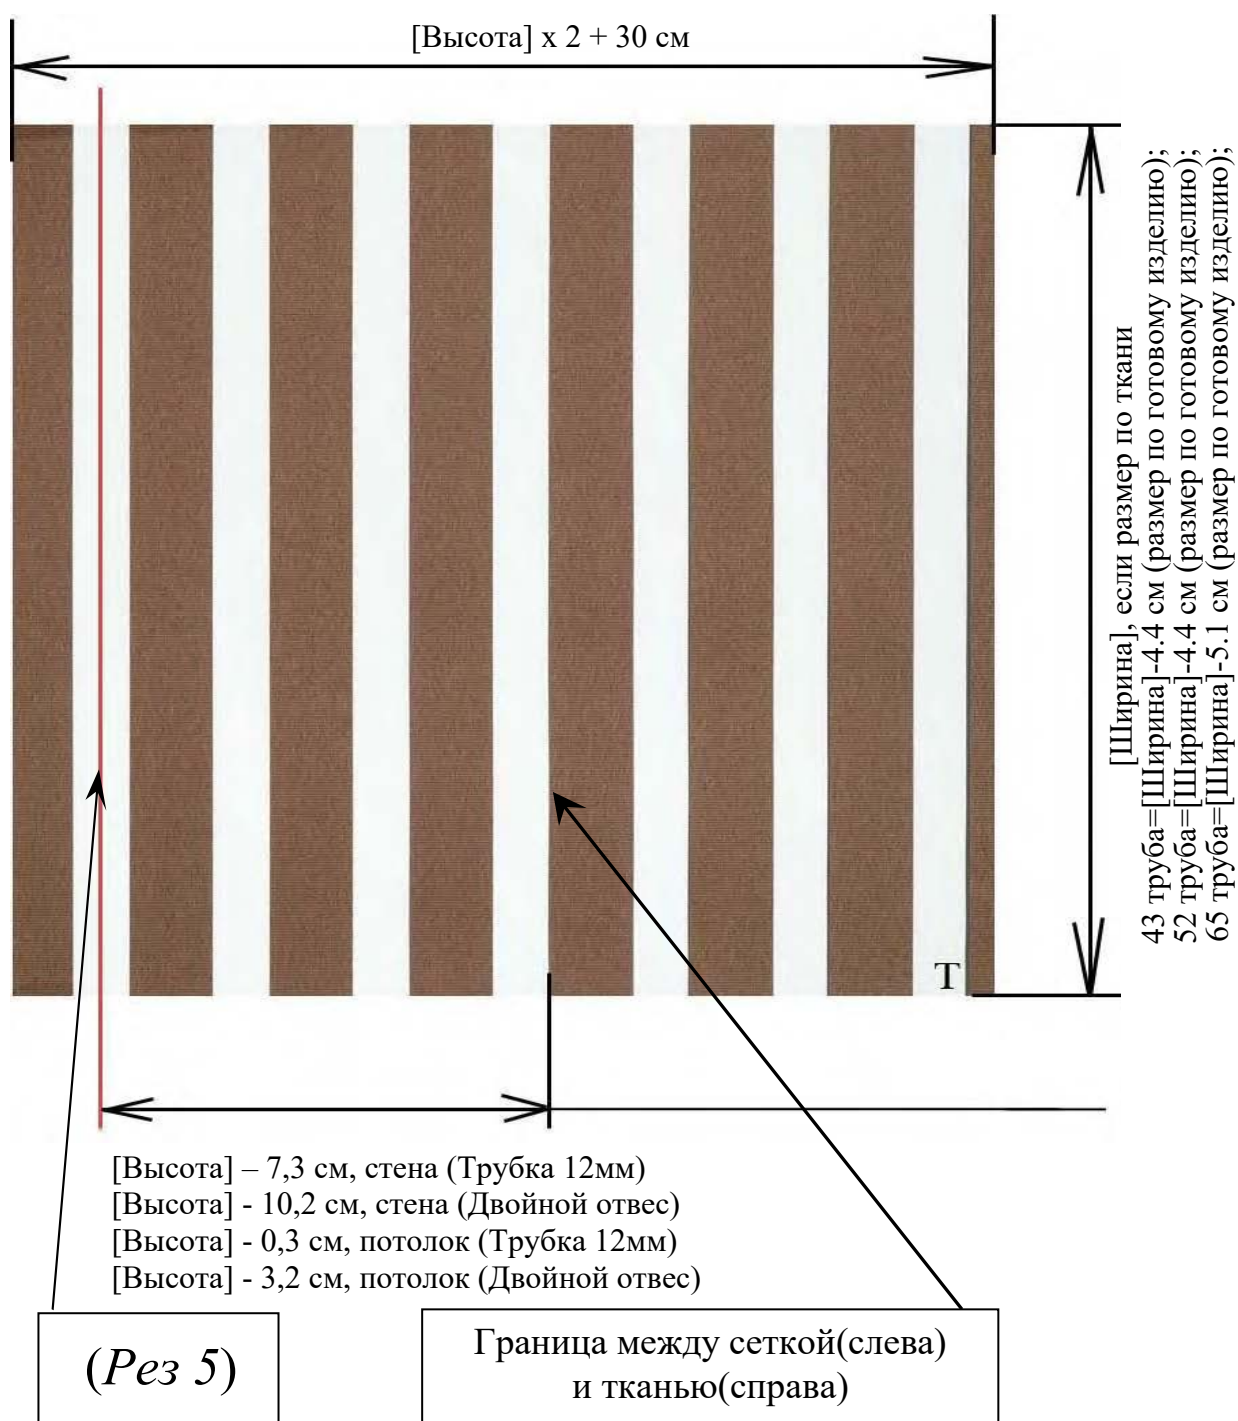 [Высота] x 2 + 30 см
[Ширина], если размер по ткани
43 труба=[Ширина]-4.4 см (размер по готовому изделию);
52 труба=[Ширина]-4.4 см (размер по готовому изделию);
65 труба=[Ширина]-5.1 см (размер по готовому изделию);
Т
[Высота] – 7,3 см, стена (Трубка 12мм)
[Высота] - 10,2 см, стена (Двойной отвес)
[Высота] - 0,3 см, потолок (Трубка 12мм)
[Высота] - 3,2 см, потолок (Двойной отвес)
(Рез 5)
Граница между сеткой(слева)
и тканью(справа)